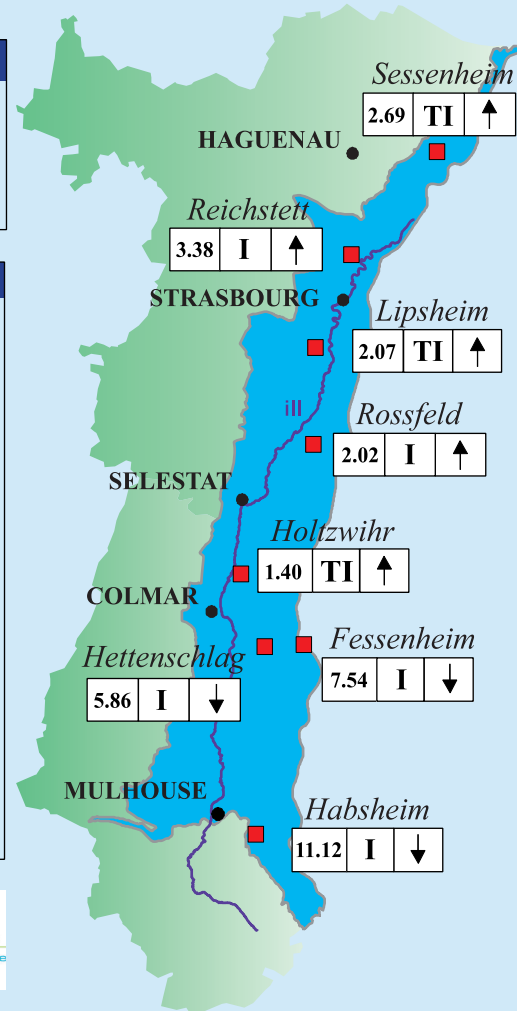 Sessenheim
2.69 TI ↑
HAGUENAU
Reichstett
3.38 I ↑
STRASBOURG
Lipsheim
2.07 TI ↑
ill
Rossfeld
2.02 I ↑
SELESTAT
Holtzwihr
1.40 TI ↑
COLMAR
Hettenschlag
5.86 I ↓
Fessenheim
7.54 I ↓
MULHOUSE
Habsheim
11.12 I ↓
e